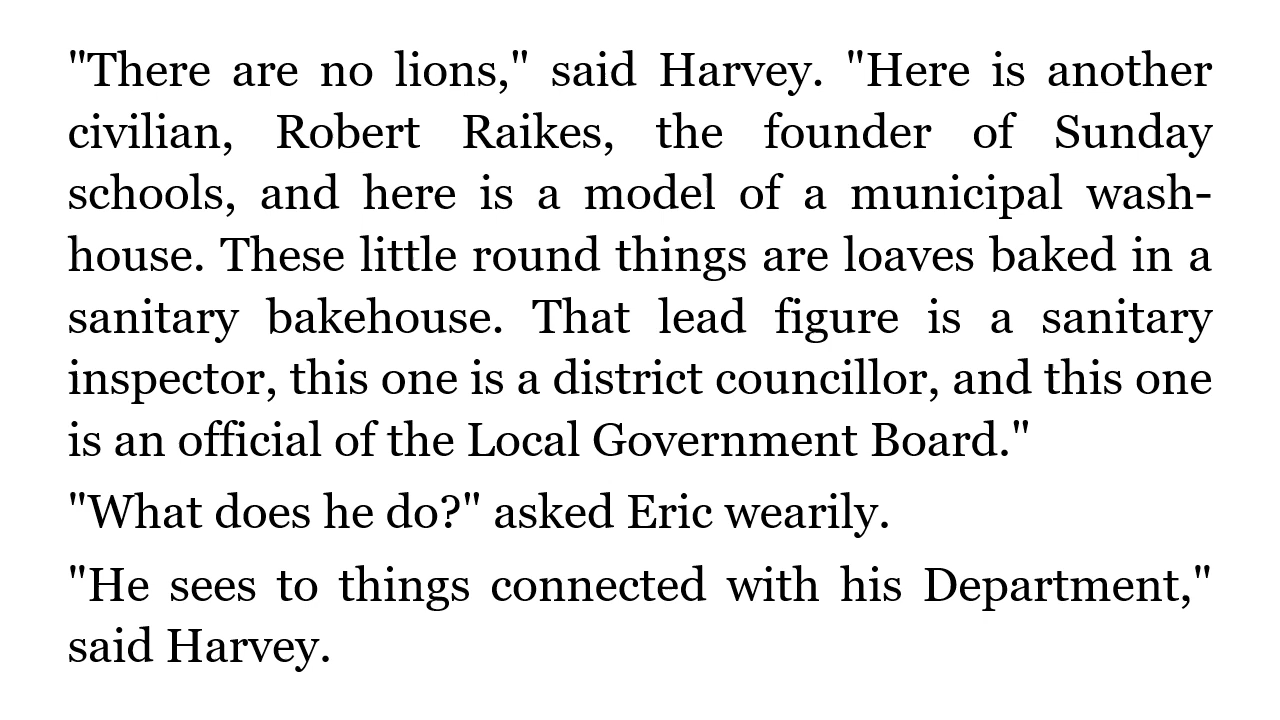 "There are no lions," said Harvey. "Here is another
civilian, Robert Raikes, the founder of Sunday
schools, and here is a model of a municipal wash-
house. These little round things are loaves baked in a
sanitary bakehouse. That lead figure is a sanitary
inspector, this one is a district councillor, and this one
is an official of the Local Government Board."
"What does he do?" asked Eric wearily.
"He sees to things connected with his Department,"
said Harvey.